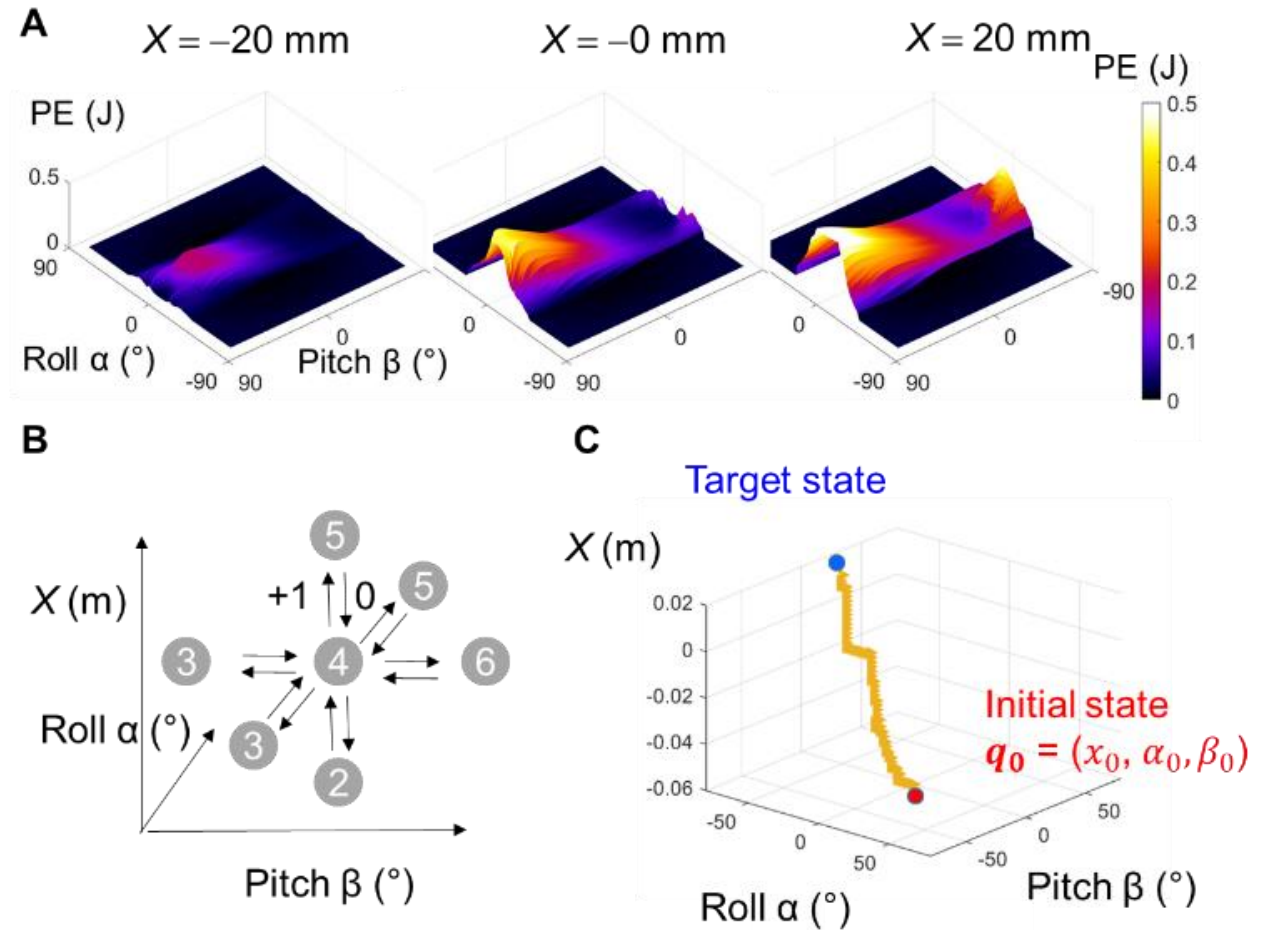 A
X = −20 mm
X = −0 mm
X = 20 mm
PE (J)
PE (J)
0.5
0
90
0
-90
90
0
Roll α (°)
Pitch β (°)
0
-90
90
0
0
-90
90
0
-90
0.5
0.4
0.3
0.2
0.1
0
B
X (m)
Roll α (°)
Pitch β (°)
5
5
+1
0
3
4
6
3
2
C
Target state
X (m)
0.02
0
-0.02
-0.04
-0.06
-50
0
50
-50
0
50
Initial state
q₀ = (x₀, α₀, β₀)
Roll α (°)
Pitch β (°)